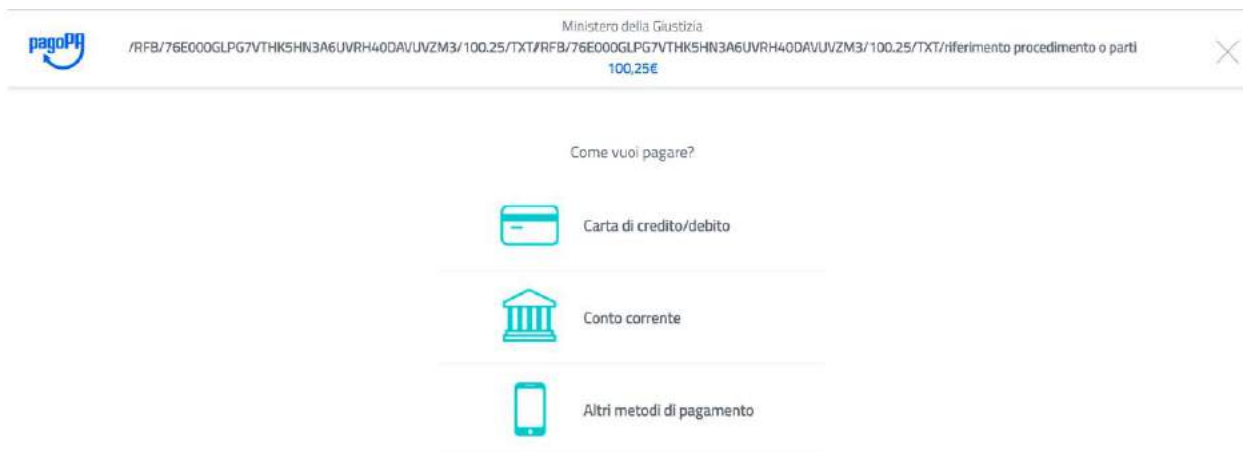 pagoPA
Ministero della Giustizia
/RFB/76E000GLPG7VTHK5HN3A6UVRH40DAVUVZM3/100.25/TXT//RFB/76E000GLPG7VTHK5HN3A6UVRH40DAVUVZM3/100.25/TXT/riferimento procedimento o parti
100,25€
Come vuoi pagare?
Carta di credito/debito
Conto corrente
Altri metodi di pagamento